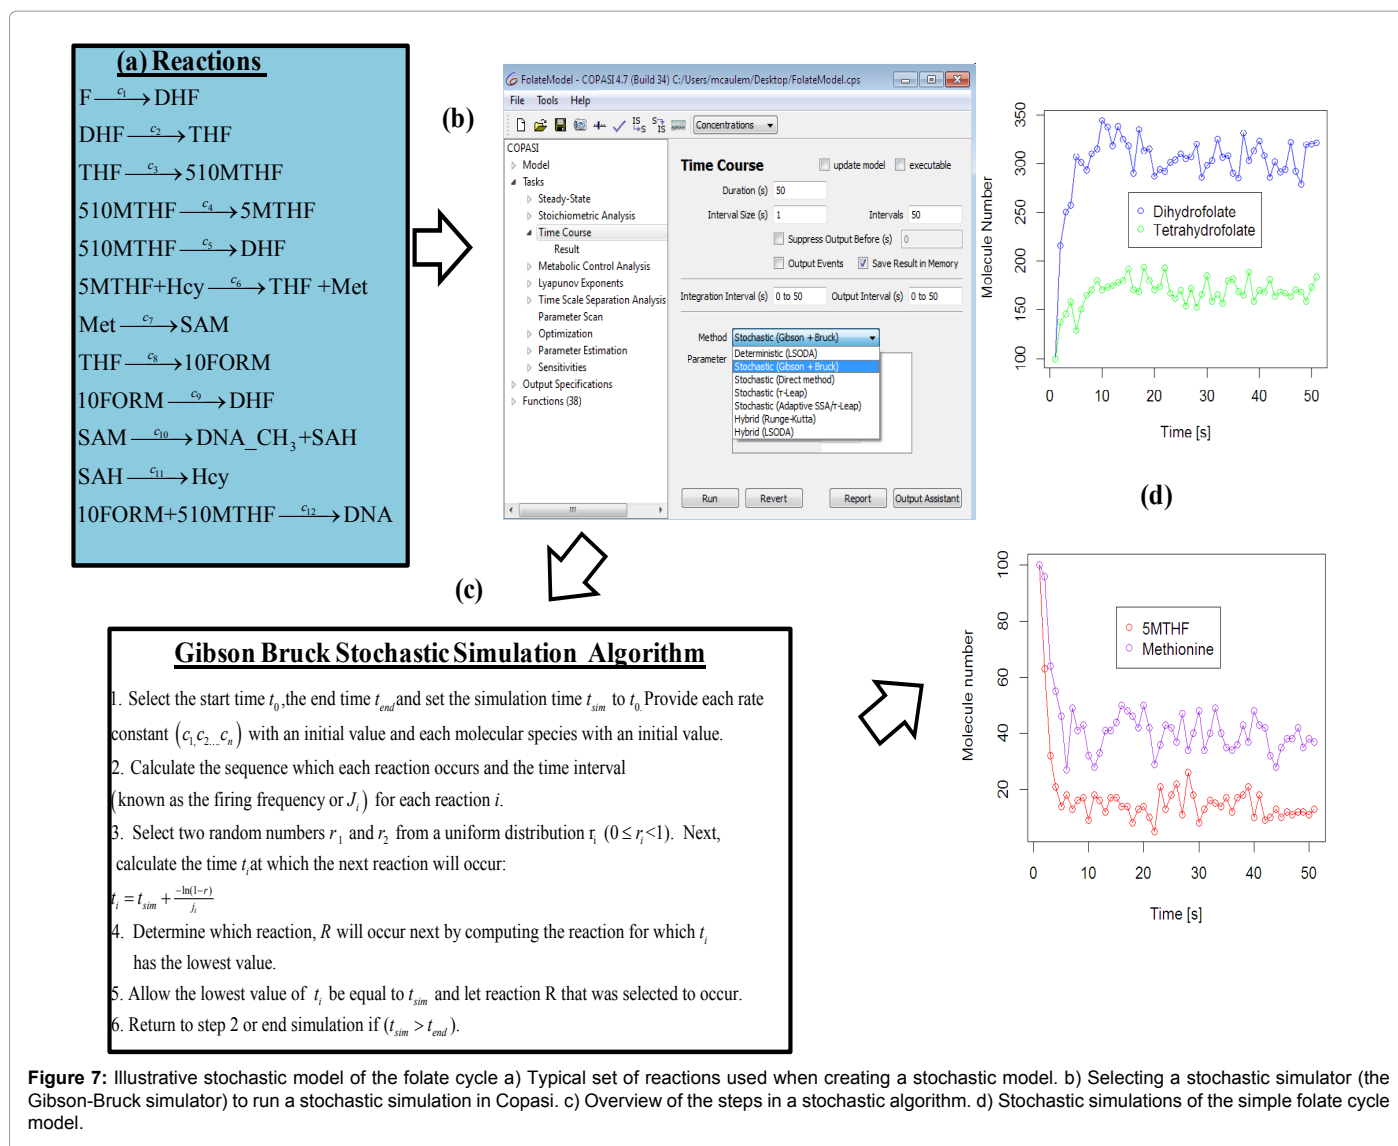 (a) Reactions
F —c₁→ DHF
DHF —c₂→ THF
THF —c₃→ 510MTHF
510MTHF —c₄→ 5MTHF
510MTHF —c₅→ DHF
5MTHF+Hcy —c₆→ THF +Met
Met —c₇→ SAM
THF —c₈→ 10FORM
10FORM —c₉→ DHF
SAM —c₁₀→ DNA_CH₃+SAH
SAH —c₁₁→ Hcy
10FORM+510MTHF —c₁₂→ DNA
(b)
FolateModel - COPASI 4.7 (Build 34) C:/Users/mcaulem/Desktop/FolateModel.cps
File Tools Help
IS S S IS
Concentrations
COPASI
Model
Tasks
Steady-State
Stoichiometric Analysis
Time Course
Result
Metabolic Control Analysis
Lyapunov Exponents
Time Scale Separation Analysis
Parameter Scan
Optimization
Parameter Estimation
Sensitivities
Output Specifications
Functions (38)
Time Course
update model executable
Duration (s) 50
Interval Size (s) 1 Intervals 50
Suppress Output Before (s) 0
Output Events Save Result in Memory
Integration Interval (s) 0 to 50 Output Interval (s) 0 to 50
Method Stochastic (Gibson + Bruck)
Parameter
Deterministic (LSODA)
Stochastic (Gibson + Bruck)
Stochastic (Direct method)
Stochastic (τ-Leap)
Stochastic (Adaptive SSA/τ-Leap)
Hybrid (Runge-Kutta)
Hybrid (LSODA)
Run Revert Report Output Assistant
(c)
Gibson Bruck Stochastic Simulation Algorithm
1. Select the start time t₀,the end time t_end and set the simulation time t_sim to t₀. Provide each rate
constant (c₁,c₂...c_n) with an initial value and each molecular species with an initial value.
2. Calculate the sequence which each reaction occurs and the time interval
(known as the firing frequency or J_i) for each reaction i.
3. Select two random numbers r₁ and r₂ from a uniform distribution r_i (0 ≤ r_i<1). Next,
calculate the time t_i at which the next reaction will occur:
t_i = t_sim + -ln(1-r)/j_i
4. Determine which reaction, R will occur next by computing the reaction for which t_i
has the lowest value.
5. Allow the lowest value of t_i be equal to t_sim and let reaction R that was selected to occur.
6. Return to step 2 or end simulation if (t_sim > t_end).
Molecule Number
350
300
250
200
150
100
Dihydrofolate
Tetrahydrofolate
0 10 20 30 40 50
Time [s]
(d)
Molecule number
100
80
60
40
20
5MTHF
Methionine
0 10 20 30 40 50
Time [s]
Figure 7: Illustrative stochastic model of the folate cycle a) Typical set of reactions used when creating a stochastic model. b) Selecting a stochastic simulator (the
Gibson-Bruck simulator) to run a stochastic simulation in Copasi. c) Overview of the steps in a stochastic algorithm. d) Stochastic simulations of the simple folate cycle
model.